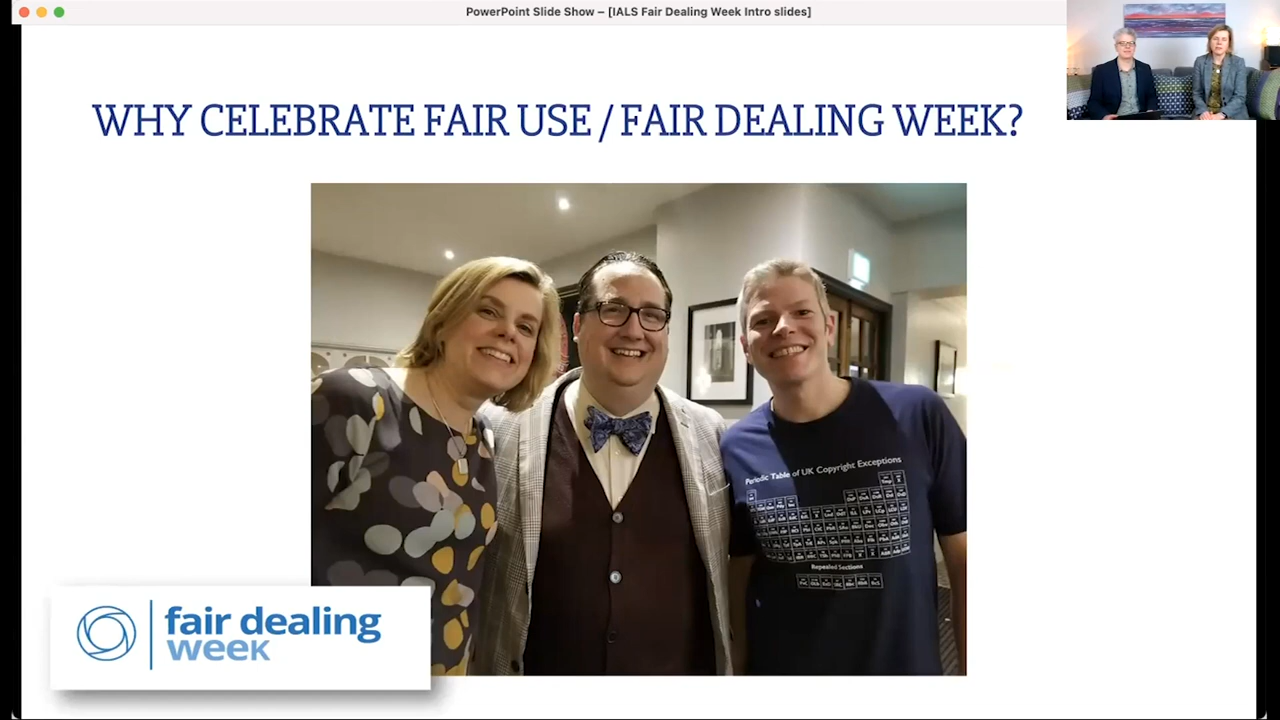 PowerPoint Slide Show – [IALS Fair Dealing Week Intro slides]
WHY CELEBRATE FAIR USE / FAIR DEALING WEEK?
Periodic Table of UK Copyright Exceptions
Repealed Sections
fair dealing
week